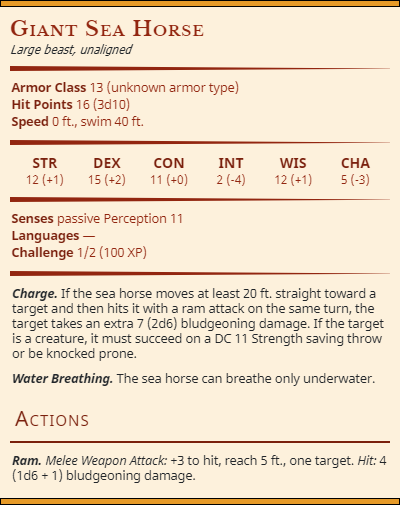 Giant Sea Horse
Large beast, unaligned
Armor Class 13 (unknown armor type)
Hit Points 16 (3d10)
Speed 0 ft., swim 40 ft.
STR DEX CON INT WIS CHA
12 (+1) 15 (+2) 11 (+0) 2 (-4) 12 (+1) 5 (-3)
Senses passive Perception 11
Languages —
Challenge 1/2 (100 XP)
Charge. If the sea horse moves at least 20 ft. straight toward a
target and then hits it with a ram attack on the same turn, the
target takes an extra 7 (2d6) bludgeoning damage. If the target
is a creature, it must succeed on a DC 11 Strength saving throw
or be knocked prone.
Water Breathing. The sea horse can breathe only underwater.
Actions
Ram. Melee Weapon Attack: +3 to hit, reach 5 ft., one target. Hit: 4
(1d6 + 1) bludgeoning damage.